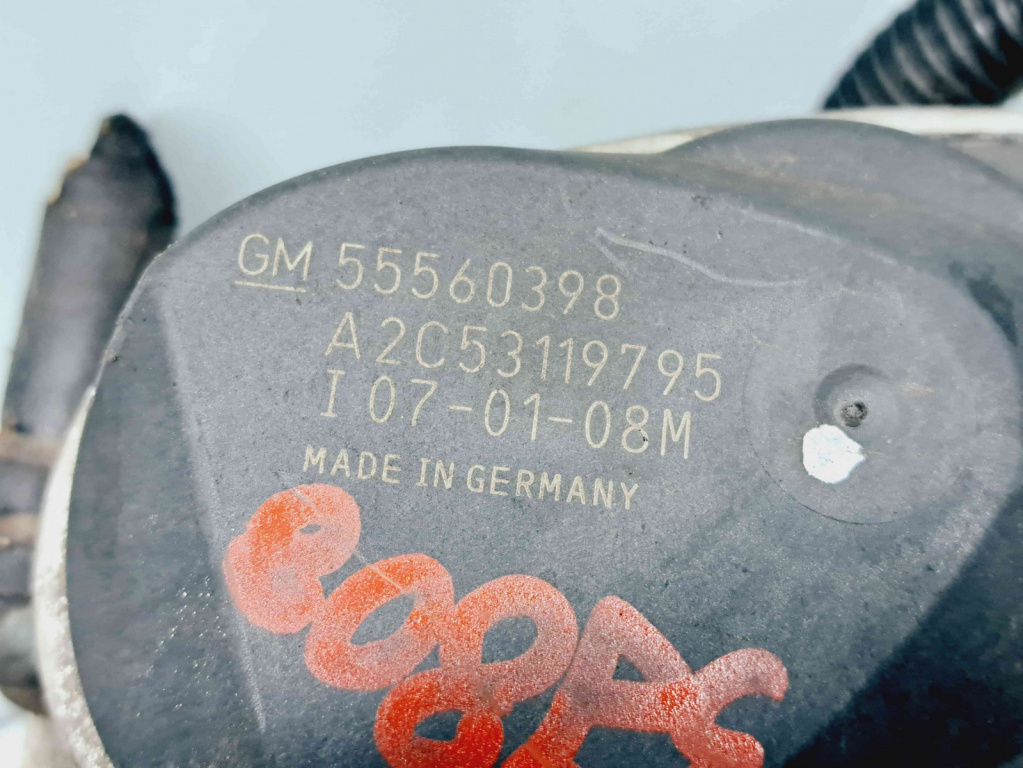 GM 55560398
A2C53119795
I 07-01-08M
MADE IN GERMANY